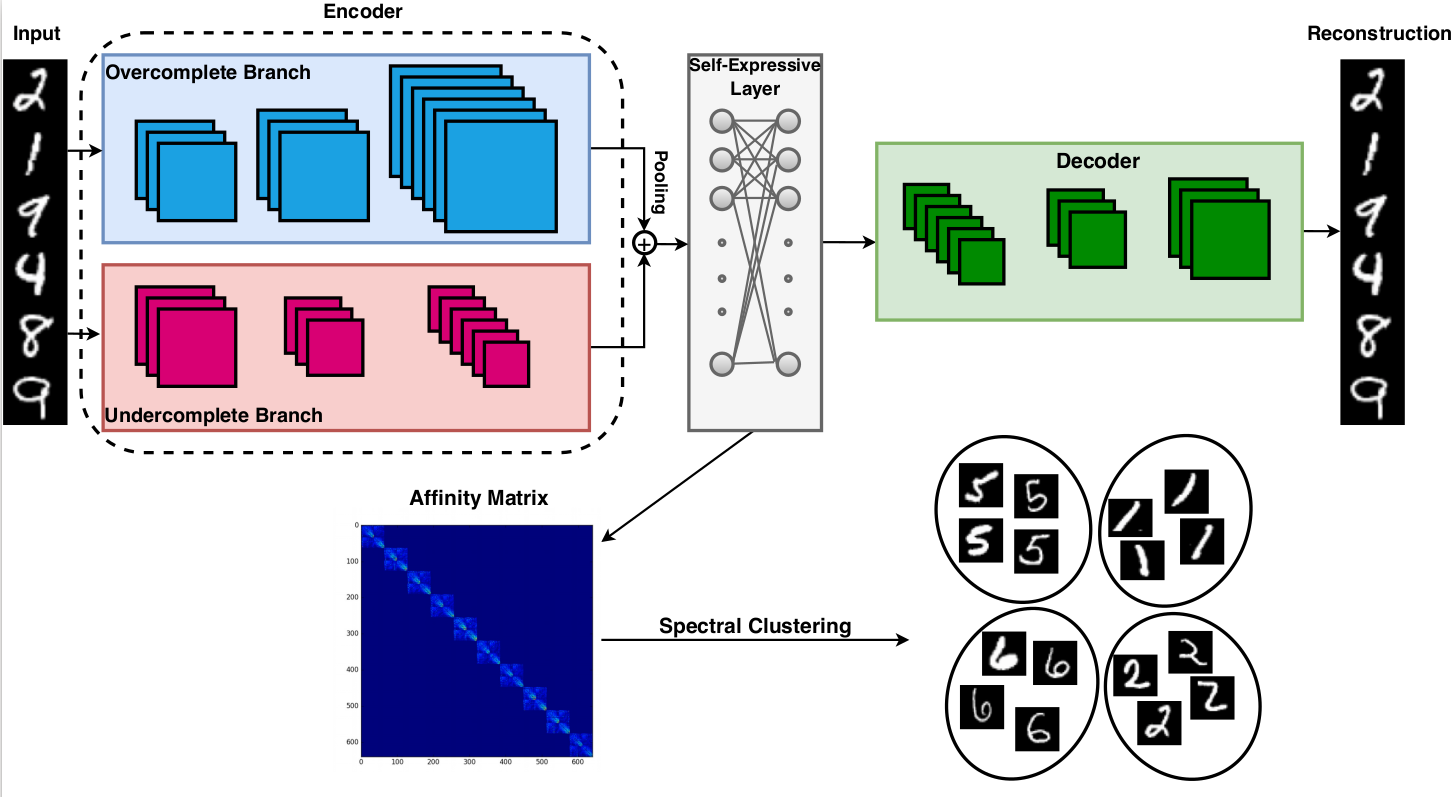 Encoder
Input
Reconstruction
2
1
9
4
8
9
Overcomplete Branch
Undercomplete Branch
Pooling
+
Self-Expressive
Layer
Decoder
2
1
9
4
8
9
Affinity Matrix
0
100
200
300
400
500
600
0 100 200 300 400 500 600
Spectral Clustering
5 5
5 5
1
1 1
1
6 6
6 6
2
2 2
2